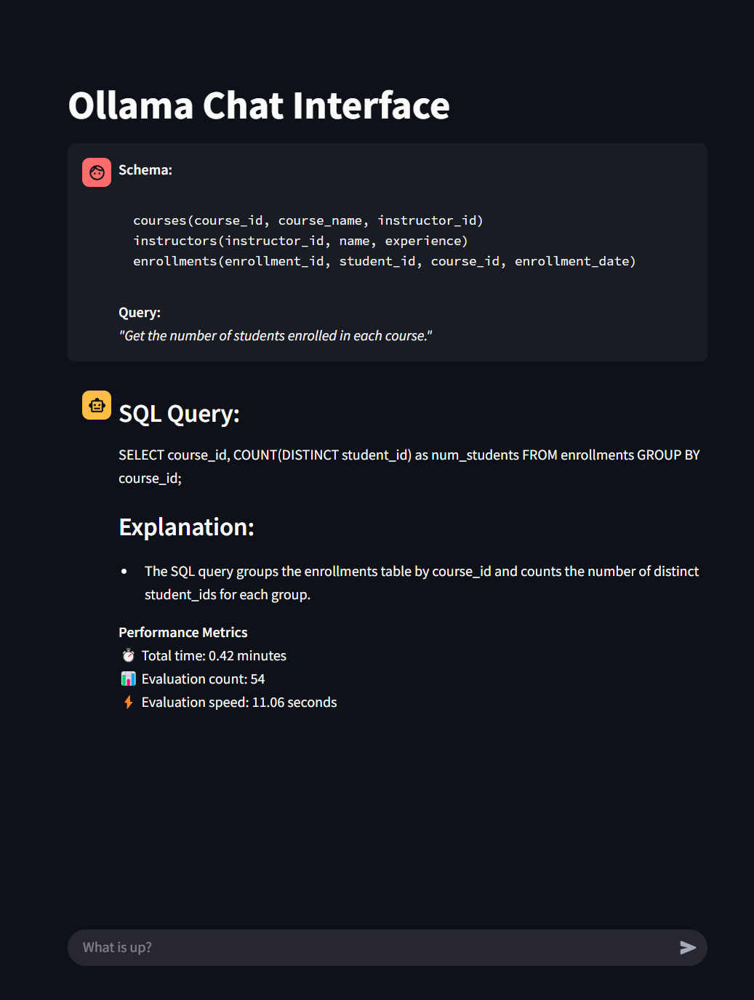 Ollama Chat Interface
Schema:
courses(course_id, course_name, instructor_id)
instructors(instructor_id, name, experience)
enrollments(enrollment_id, student_id, course_id, enrollment_date)
Query:
"Get the number of students enrolled in each course."
SQL Query:
SELECT course_id, COUNT(DISTINCT student_id) as num_students FROM enrollments GROUP BY
course_id;
Explanation:
• The SQL query groups the enrollments table by course_id and counts the number of distinct
student_ids for each group.
Performance Metrics
⏱️ Total time: 0.42 minutes
📊 Evaluation count: 54
⚡ Evaluation speed: 11.06 seconds
What is up?